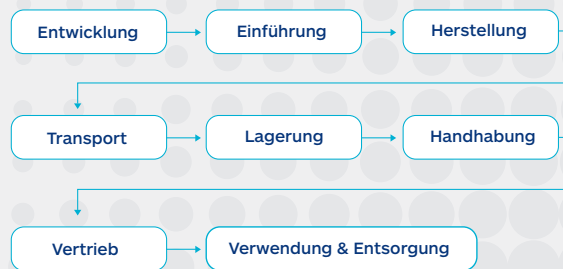 Entwicklung
Einführung
Herstellung
Transport
Lagerung
Handhabung
Vertrieb
Verwendung & Entsorgung